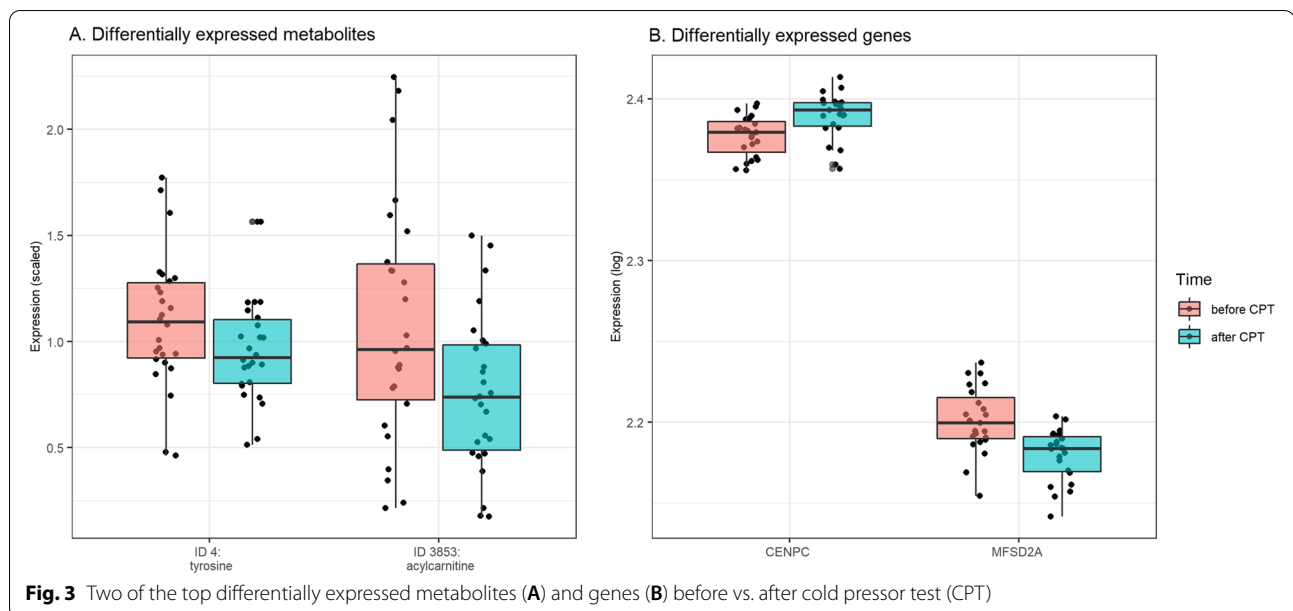 A. Differentially expressed metabolites
Expression (scaled)
2.0
1.5
1.0
0.5
ID 4:
tyrosine
ID 3853:
acylcarnitine
B. Differentially expressed genes
Expression (log)
2.4
2.3
2.2
CENPC
MFSD2A
Time
before CPT
after CPT
Fig. 3 Two of the top differentially expressed metabolites (A) and genes (B) before vs. after cold pressor test (CPT)